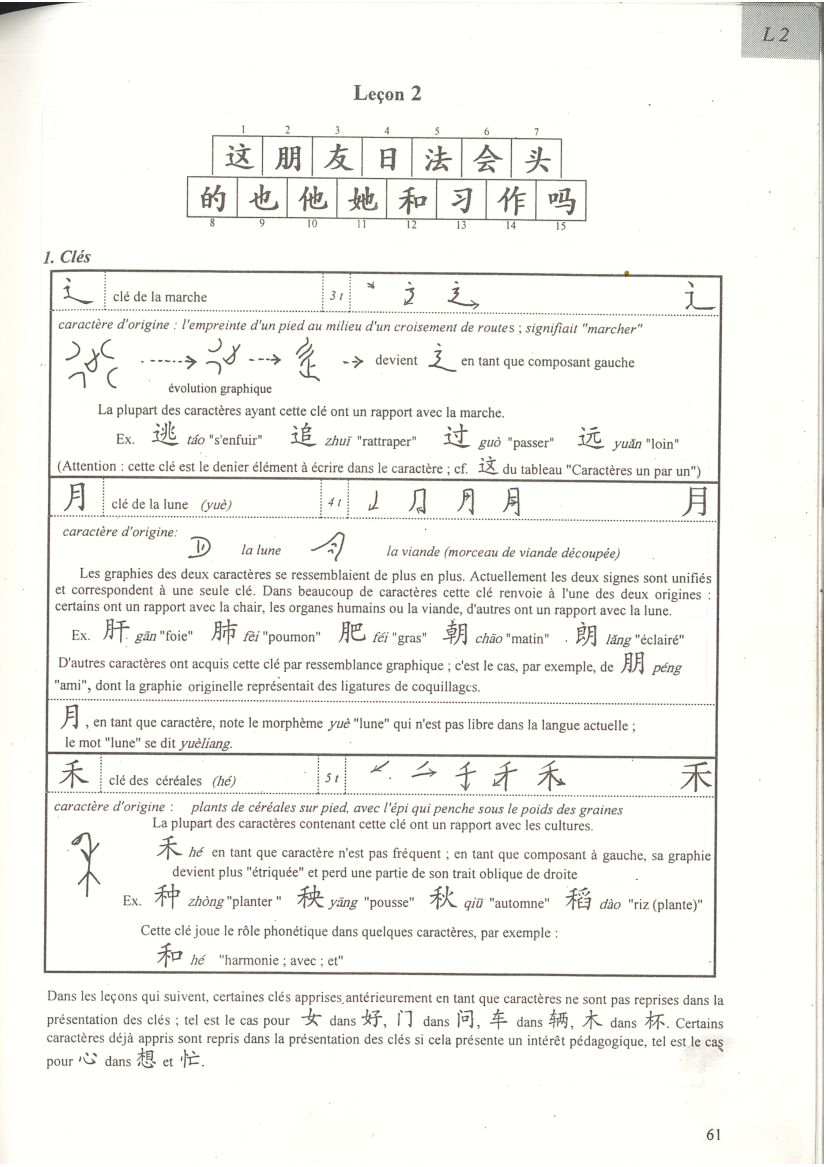 L 2
Leçon 2
1 2 3 4 5 6 7
这 朋 友 日 法 会 头
的 也 他 她 和 习 作 吗
8 9 10 11 12 13 14 15
1. Clés
辶 clé de la marche 3 t 辶
caractère d'origine : l'empreinte d'un pied au milieu d'un croisement de routes ; signifiait "marcher"
devient 辶 en tant que composant gauche
évolution graphique
La plupart des caractères ayant cette clé ont un rapport avec la marche.
Ex. 逃 táo "s'enfuir" 追 zhuī "rattraper" 过 guò "passer" 远 yuǎn "loin"
(Attention : cette clé est le denier élément à écrire dans le caractère ; cf. 这 du tableau "Caractères un par un")
月 clé de la lune (yuè) 4 t 月
caractère d'origine:
la lune la viande (morceau de viande découpée)
Les graphies des deux caractères se ressemblaient de plus en plus. Actuellement les deux signes sont unifiés
et correspondent à une seule clé. Dans beaucoup de caractères cette clé renvoie à l'une des deux origines :
certains ont un rapport avec la chair, les organes humains ou la viande, d'autres ont un rapport avec la lune.
Ex. 肝 gān "foie" 肺 fèi "poumon" 肥 féi "gras" 朝 chāo "matin" 朗 lǎng "éclairé"
D'autres caractères ont acquis cette clé par ressemblance graphique ; c'est le cas, par exemple, de 朋 péng
"ami", dont la graphie originelle représentait des ligatures de coquillages.
月 , en tant que caractère, note le morphème yuè "lune" qui n'est pas libre dans la langue actuelle ;
le mot "lune" se dit yuèliang.
禾 clé des céréales (hé) 5 t 禾
caractère d'origine : plants de céréales sur pied, avec l'épi qui penche sous le poids des graines
La plupart des caractères contenant cette clé ont un rapport avec les cultures.
禾 hé en tant que caractère n'est pas fréquent ; en tant que composant à gauche, sa graphie
devient plus "étriquée" et perd une partie de son trait oblique de droite
Ex. 种 zhòng "planter " 秧 yāng "pousse" 秋 qiū "automne" 稻 dào "riz (plante)"
Cette clé joue le rôle phonétique dans quelques caractères, par exemple :
和 hé "harmonie ; avec ; et"
Dans les leçons qui suivent, certaines clés apprises antérieurement en tant que caractères ne sont pas reprises dans la
présentation des clés ; tel est le cas pour 女 dans 好, 门 dans 问, 车 dans 辆, 木 dans 杯. Certains
caractères déjà appris sont repris dans la présentation des clés si cela présente un intérêt pédagogique, tel est le cas
pour 心 dans 想 et 忙.
61